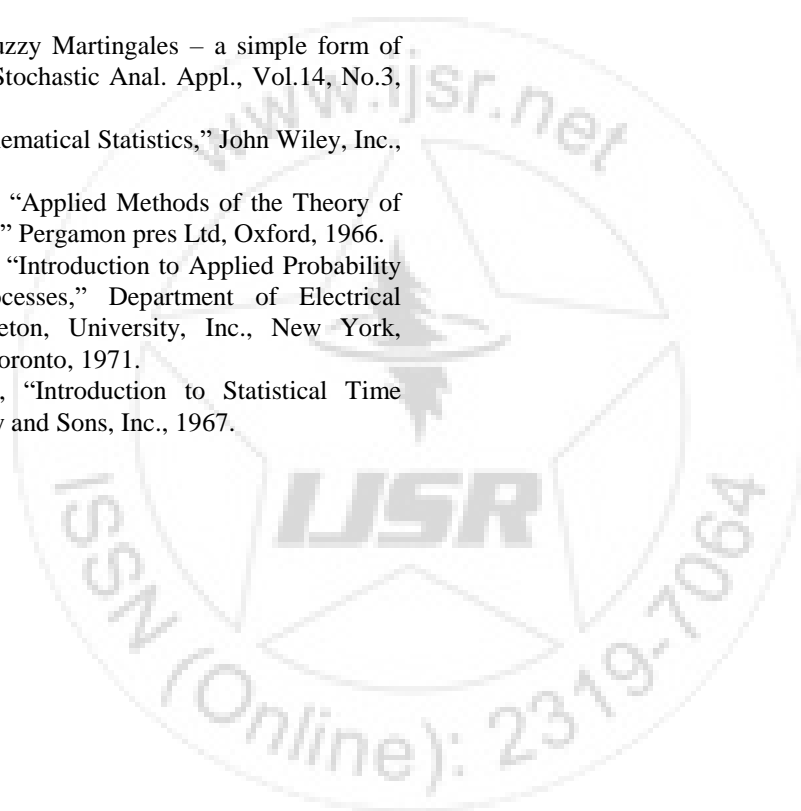 uzzy Martingales – a simple form of
Stochastic Anal. Appl., Vol.14, No.3,
ematical Statistics,” John Wiley, Inc.,
“Applied Methods of the Theory of
” Pergamon pres Ltd, Oxford, 1966.
“Introduction to Applied Probability
ocesses,” Department of Electrical
eton, University, Inc., New York,
oronto, 1971.
, “Introduction to Statistical Time
y and Sons, Inc., 1967.
www.ijsr.net
IJSR
ISSN (Online): 2319-7064